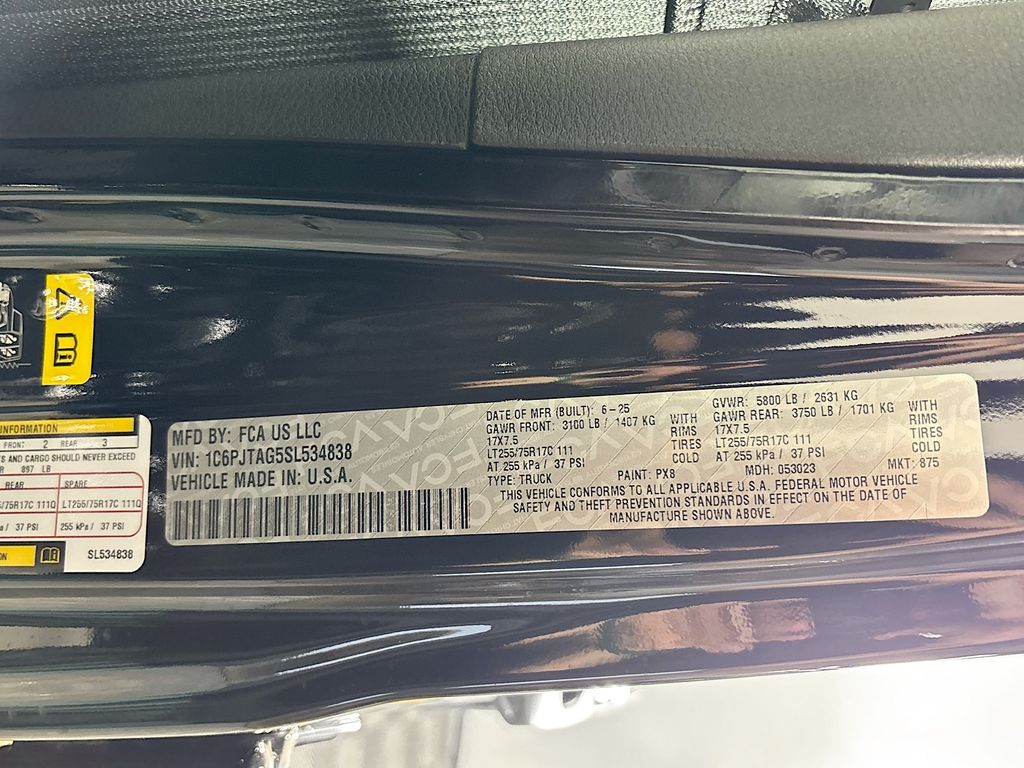 INFORMATION
FRONT 2 REAR 3
S AND CARGO SHOULD NEVER EXCEED
R 897 LB
REAR SPARE
/75R17C 111Q LT255/75R17C 111Q
/ 37 PSI 255 kPa / 37 PSI
ON
SL534838
MFD BY: FCA US LLC
VIN: 1C6PJTAG5SL534838
VEHICLE MADE IN: U.S.A.
DATE OF MFR (BUILT): 6-25
GAWR FRONT: 3100 LB / 1407 KG WITH
17X7.5 RIMS
LT255/75R17C 111 TIRES
AT 255 kPa / 37 PSI COLD
TYPE: TRUCK PAINT: PX8
GVWR: 5800 LB / 2631 KG
GAWR REAR: 3750 LB / 1701 KG WITH
17X7.5 RIMS
LT255/75R17C 111 TIRES
AT 255 kPa / 37 PSI COLD
MDH: 053023 MKT: 875
THIS VEHICLE CONFORMS TO ALL APPLICABLE U.S.A. FEDERAL MOTOR VEHICLE
SAFETY AND THEFT PREVENTION STANDARDS IN EFFECT ON THE DATE OF
MANUFACTURE SHOWN ABOVE.